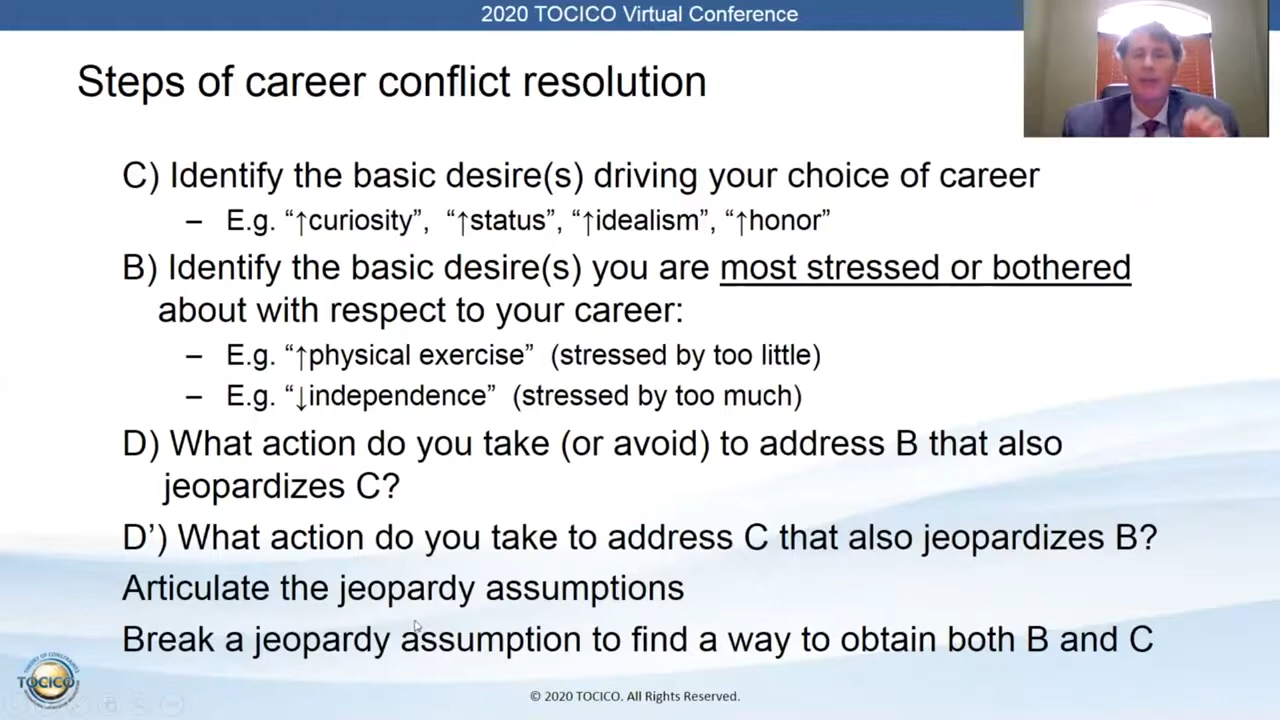 2020 TOCICO Virtual Conference
Steps of career conflict resolution
C) Identify the basic desire(s) driving your choice of career
– E.g. “↑curiosity”, “↑status”, “↑idealism”, “↑honor”
B) Identify the basic desire(s) you are most stressed or bothered
about with respect to your career:
– E.g. “↑physical exercise” (stressed by too little)
– E.g. “↓independence” (stressed by too much)
D) What action do you take (or avoid) to address B that also
jeopardizes C?
D’) What action do you take to address C that also jeopardizes B?
Articulate the jeopardy assumptions
Break a jeopardy assumption to find a way to obtain both B and C
TOCICO
© 2020 TOCICO. All Rights Reserved.